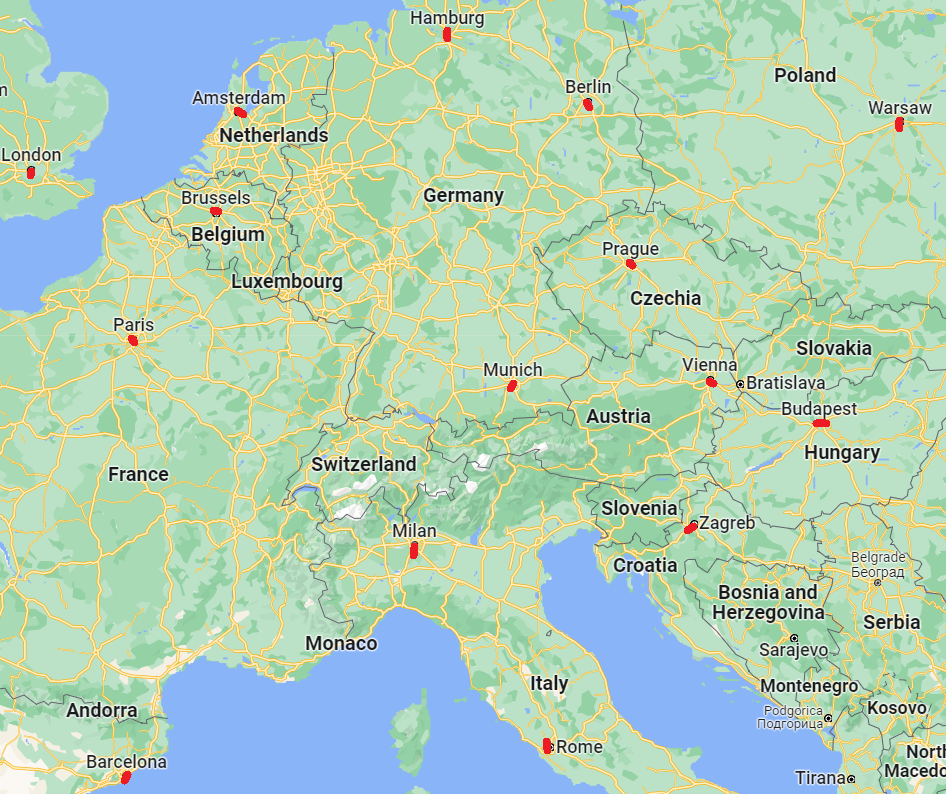 Hamburg
Poland
Berlin
Amsterdam
Warsaw
Netherlands
London
Germany
Brussels
Belgium
Prague
Luxembourg
Czechia
Paris
Slovakia
Munich
Vienna
Bratislava
Budapest
Austria
Hungary
Switzerland
France
Slovenia
Zagreb
Milan
Croatia
Belgrade
Београд
Bosnia and
Herzegovina
Serbia
Monaco
Sarajevo
Italy
Montenegro
Andorra
Kosovo
Podgorica
Подгорица
Rome
Barcelona
Tirana